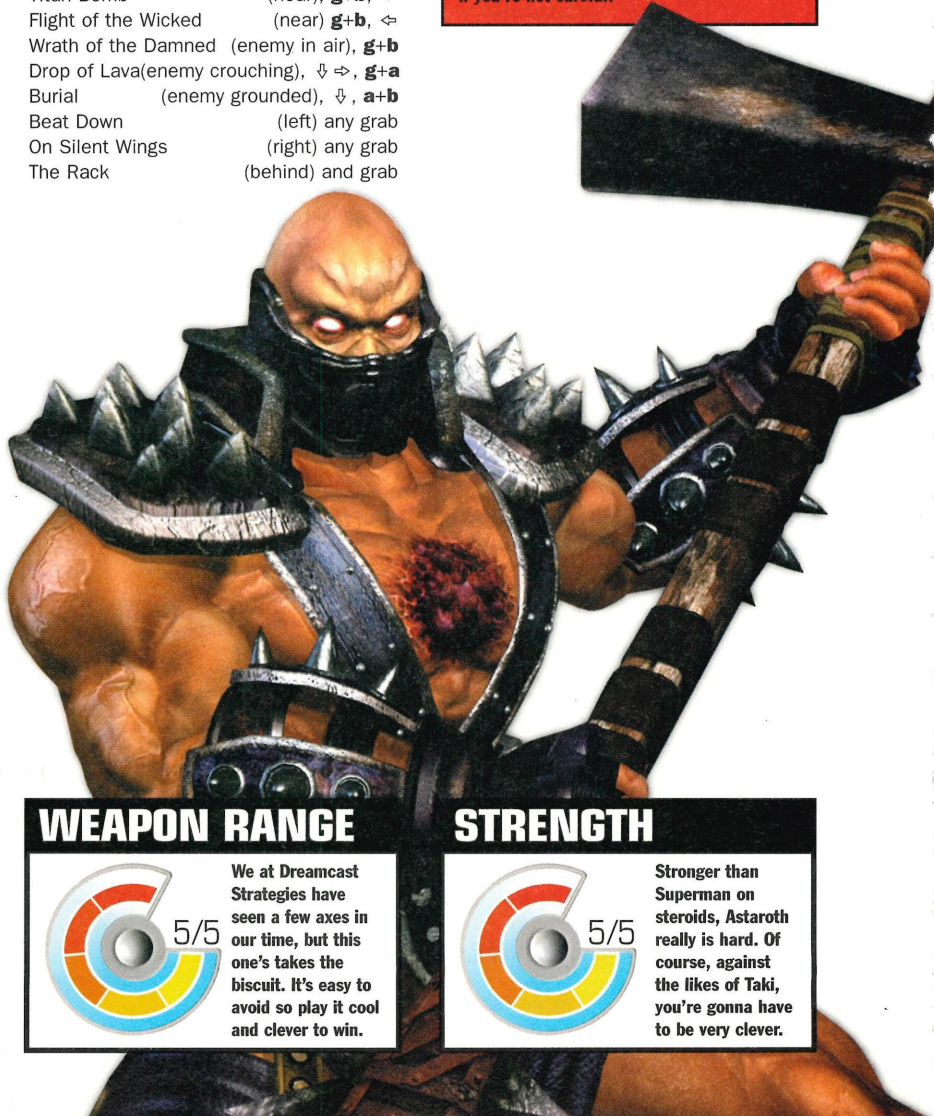 Flight of the Wicked (near) g+b, ⇦
Wrath of the Damned (enemy in air), g+b
Drop of Lava(enemy crouching), ⇩ ⇨, g+a
Burial (enemy grounded), ⇩, a+b
Beat Down (left) any grab
On Silent Wings (right) any grab
The Rack (behind) and grab
WEAPON RANGE
5/5
We at Dreamcast
Strategies have
seen a few axes in
our time, but this
one's takes the
biscuit. It's easy to
avoid so play it cool
and clever to win.
STRENGTH
5/5
Stronger than
Superman on
steroids, Astaroth
really is hard. Of
course, against
the likes of Taki,
you're gonna have
to be very clever.